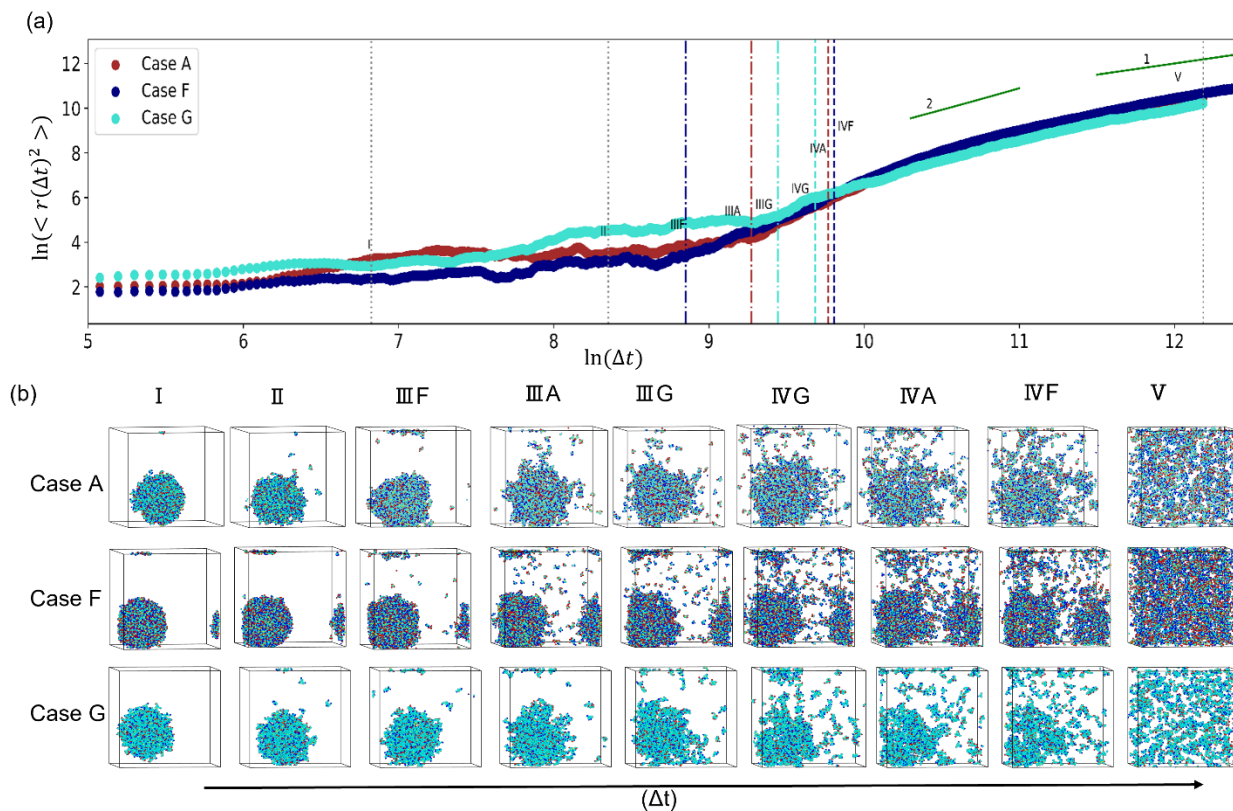 (a)
ln(< r(Δt)² >)
12
10
8
6
4
2
Case A
Case F
Case G
I
II
IIIF
IIIA
IIIG
IVG
IVA
IVF
2
1
V
5 6 7 8 9 10 11 12
ln(Δt)
(b)
I II IIIF IIIA IIIG IVG IVA IVF V
Case A
Case F
Case G
(Δt)